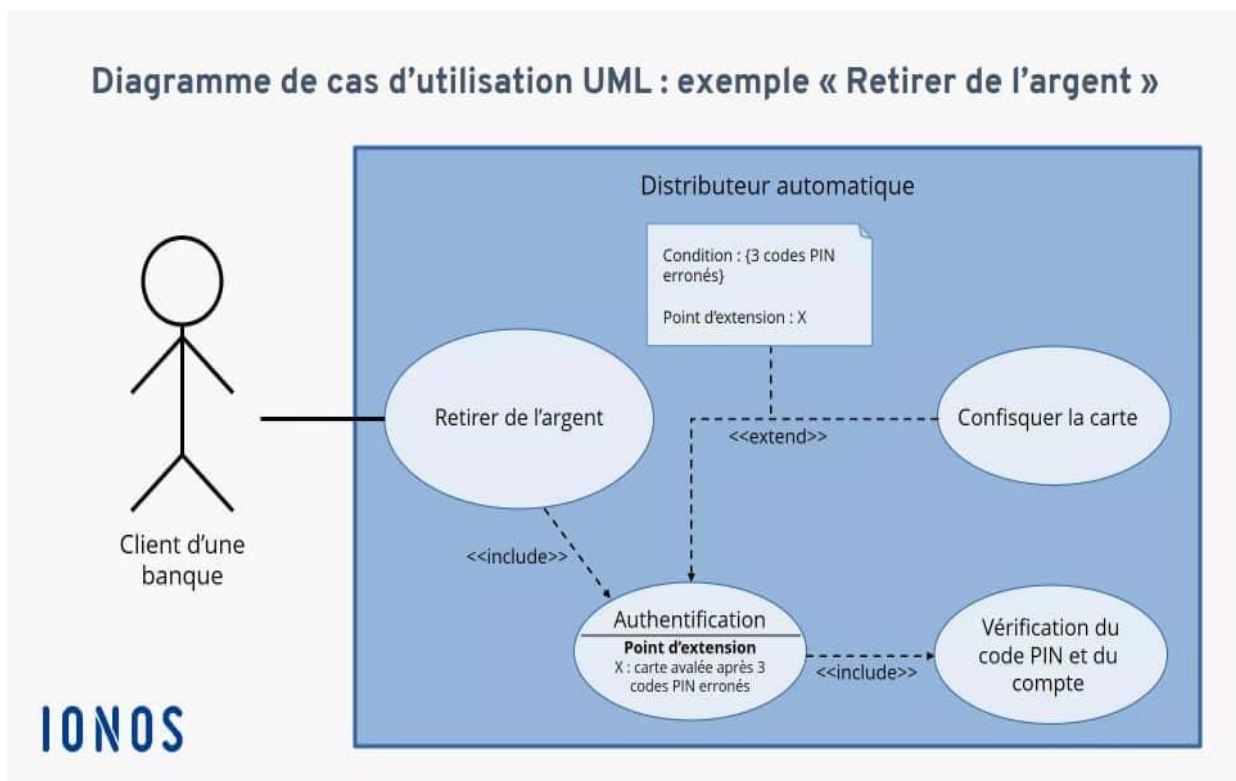 Diagramme de cas d’utilisation UML : exemple « Retirer de l’argent »
Distributeur automatique
Condition : {3 codes PIN
erronés}
Point d’extension : X
Retirer de l’argent
Confisquer la carte
<<extend>>
Client d’une
banque
<<include>>
Authentification
Point d’extension
X : carte avalée après 3
codes PIN erronés
<<include>>
Vérification du
code PIN et du
compte
IONOS